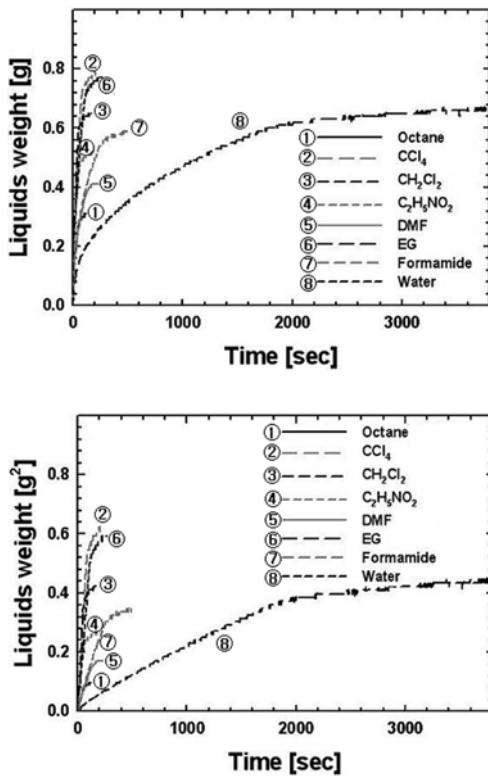 Liquids weight [g]
0.8
0.6
0.4
0.2
0.0
② ⑥ ③ ④ ⑦ ⑤ ① ⑧
① Octane
② CCl₄
③ CH₂Cl₂
④ C₂H₅NO₂
⑤ DMF
⑥ EG
⑦ Formamide
⑧ Water
0 1000 2000 3000
Time [sec]
Liquids weight [g²]
0.8
0.6
0.4
0.2
0.0
② ⑥ ③ ④ ⑦ ⑤ ① ⑧
① Octane
② CCl₄
③ CH₂Cl₂
④ C₂H₅NO₂
⑤ DMF
⑥ EG
⑦ Formamide
⑧ Water
0 1000 2000 3000
Time [sec]